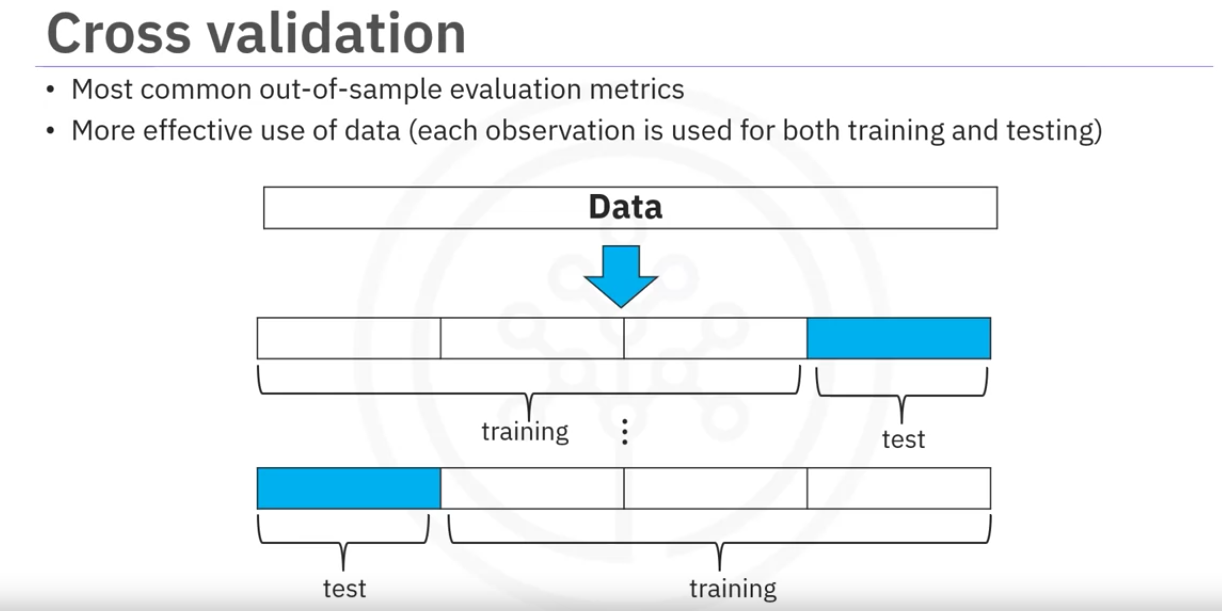 Cross validation
• Most common out-of-sample evaluation metrics
• More effective use of data (each observation is used for both training and testing)
Data
training
⋮
test
test
training